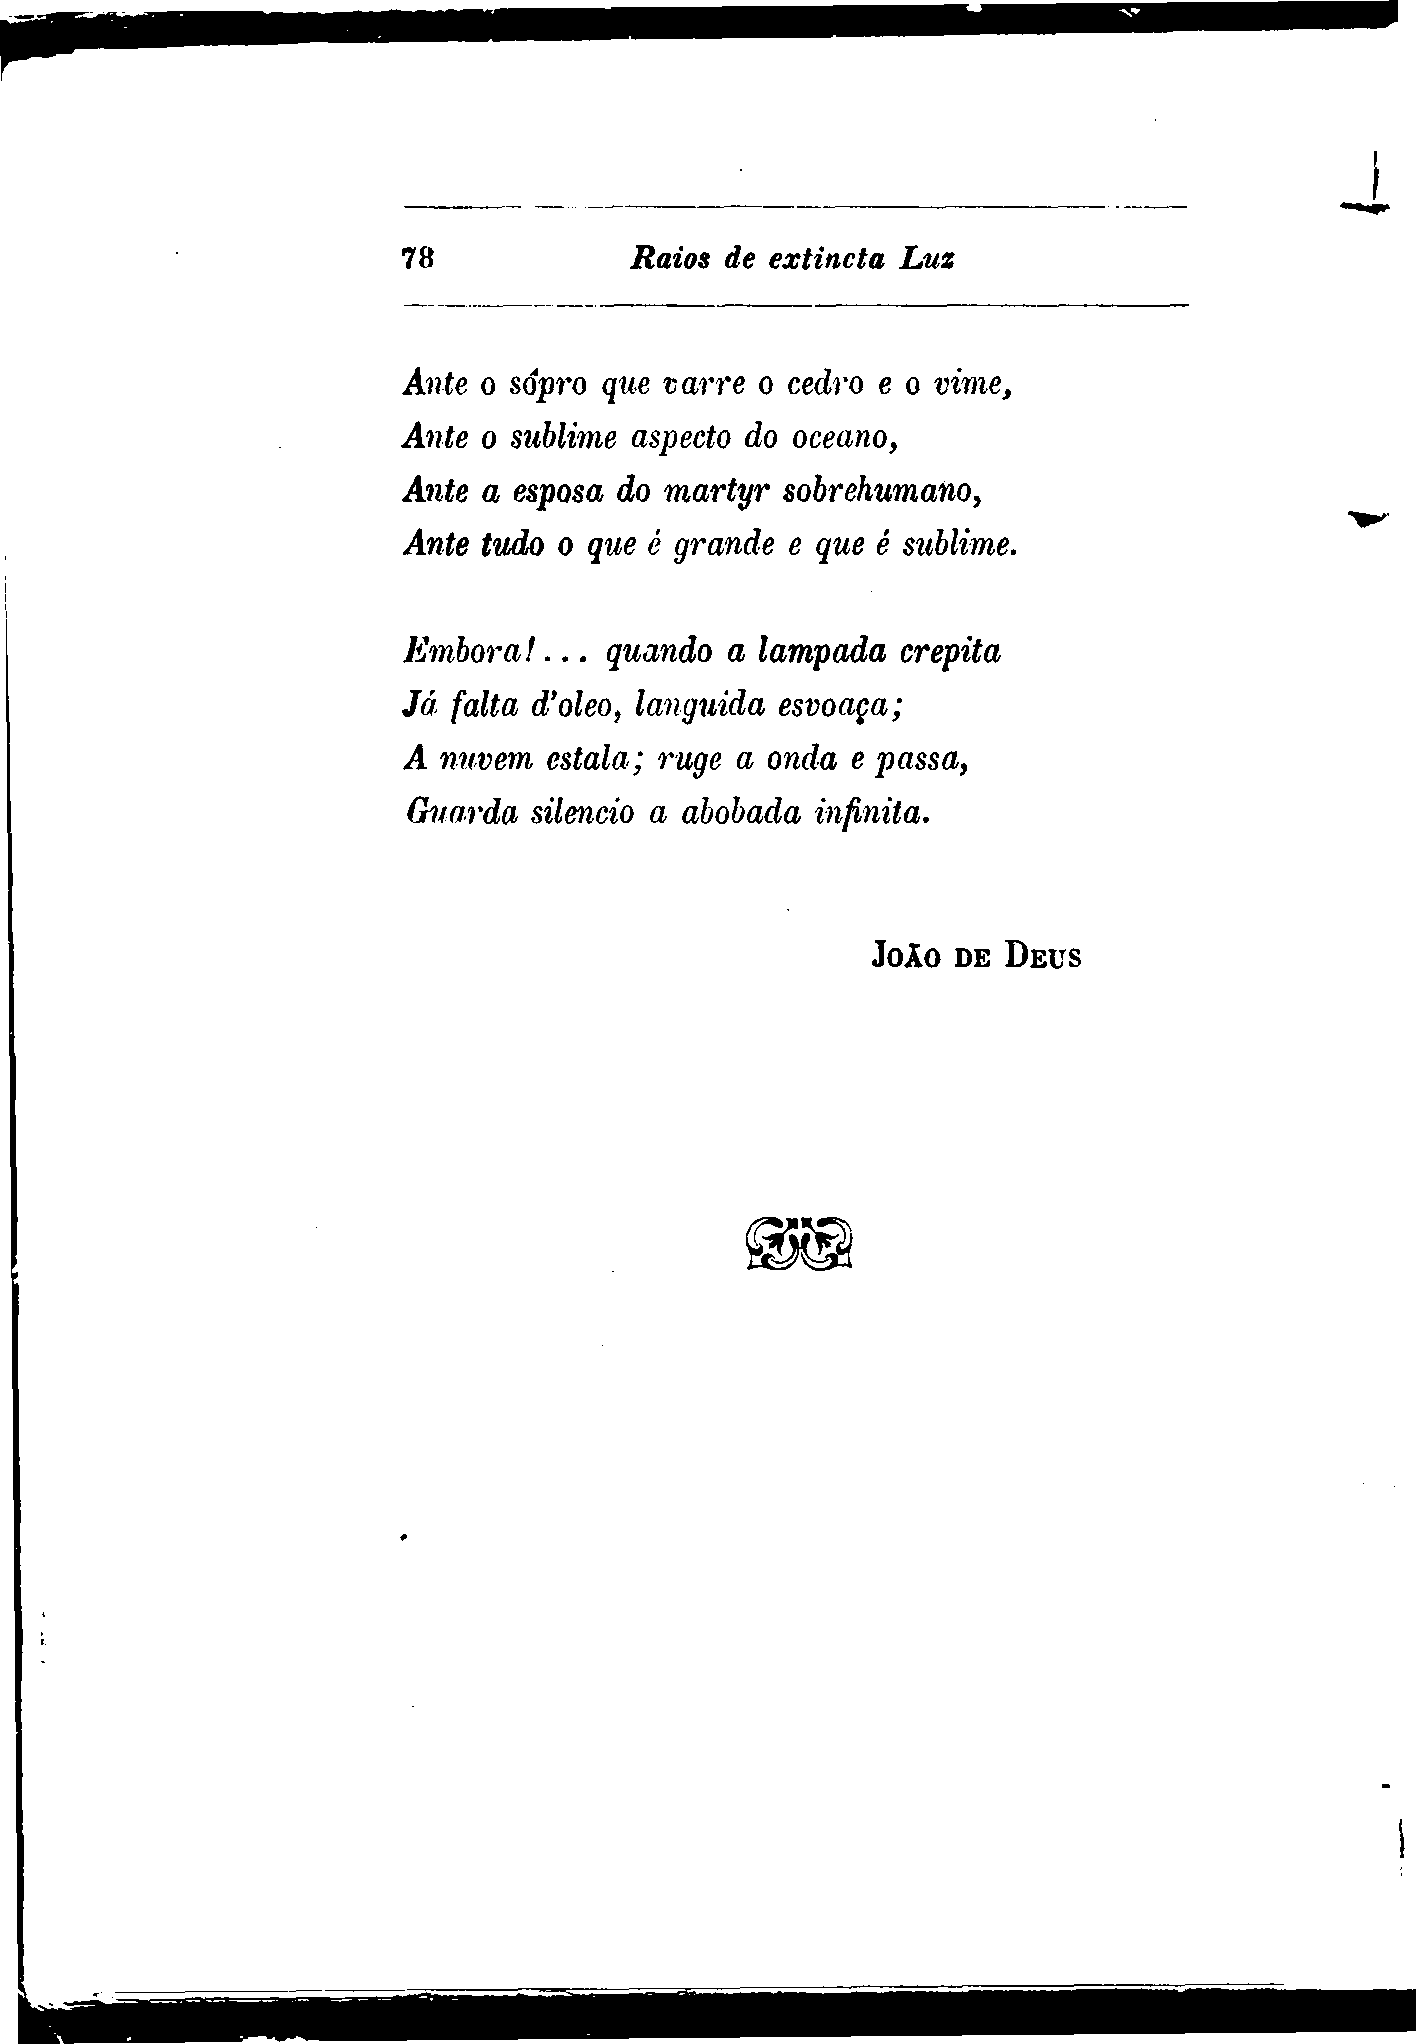 78 Raios de extincta Luz
Ante o sôpro que varre o cedro e o vime,
Ante o sublime aspecto do oceano,
Ante a esposa do martyr sobrehumano,
Ante tudo o que é grande e que é sublime.
Embora!... quando a lampada crepita
Já falta d'oleo, languida esvoaça;
A nuvem estala; ruge a onda e passa,
Guarda silencio a abobada infinita.
João de Deus